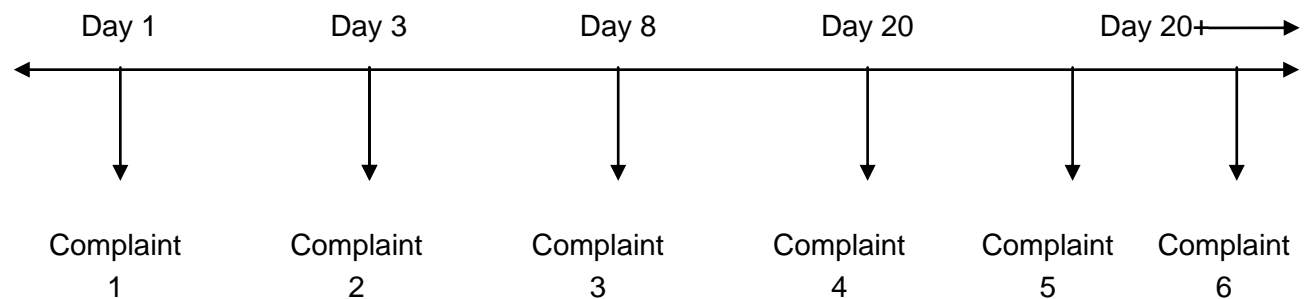 Day 1 Day 3 Day 8 Day 20 Day 20+
Complaint Complaint Complaint Complaint Complaint Complaint
1 2 3 4 5 6